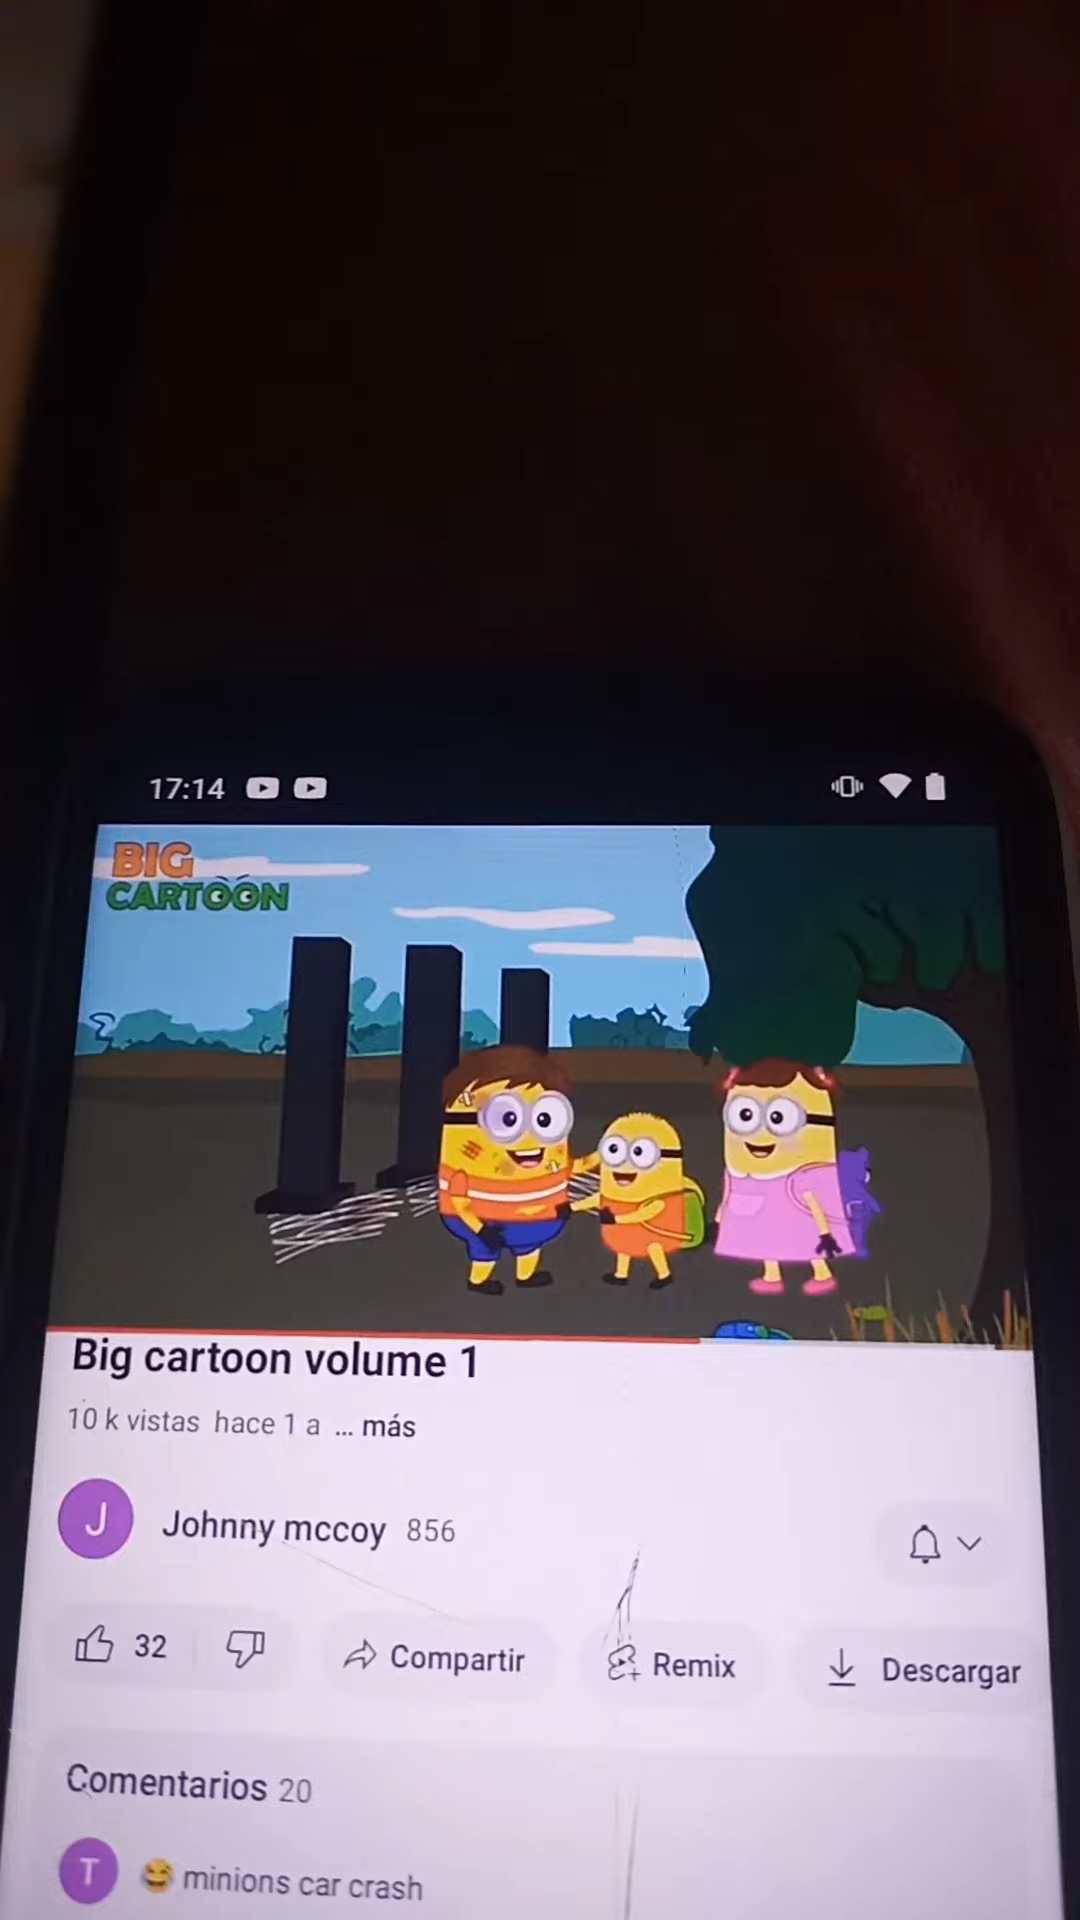 17:14
BIG
CARTOON
Big cartoon volume 1
10 k vistas hace 1 a ... más
J Johnny mccoy 856
32 Compartir Remix Descargar
Comentarios 20
T 😂 minions car crash